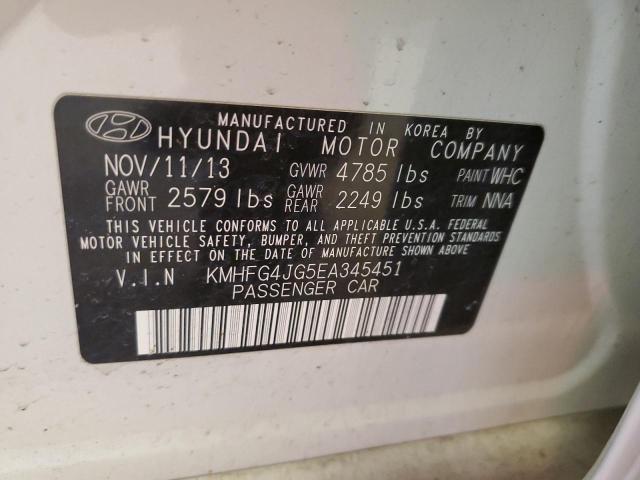 MANUFACTURED IN KOREA BY
HYUNDAI MOTOR COMPANY
NOV/11/13 GVWR 4785 lbs PAINT WHC
GAWR FRONT 2579 lbs GAWR REAR 2249 lbs TRIM NNA
THIS VEHICLE CONFORMS TO ALL APPLICABLE U.S.A. FEDERAL
MOTOR VEHICLE SAFETY, BUMPER, AND THEFT PREVENTION STANDARDS
IN EFFECT ON THE DATE OF MANUFACTURE SHOWN ABOVE.
V.I.N KMHFG4JG5EA345451
PASSENGER CAR